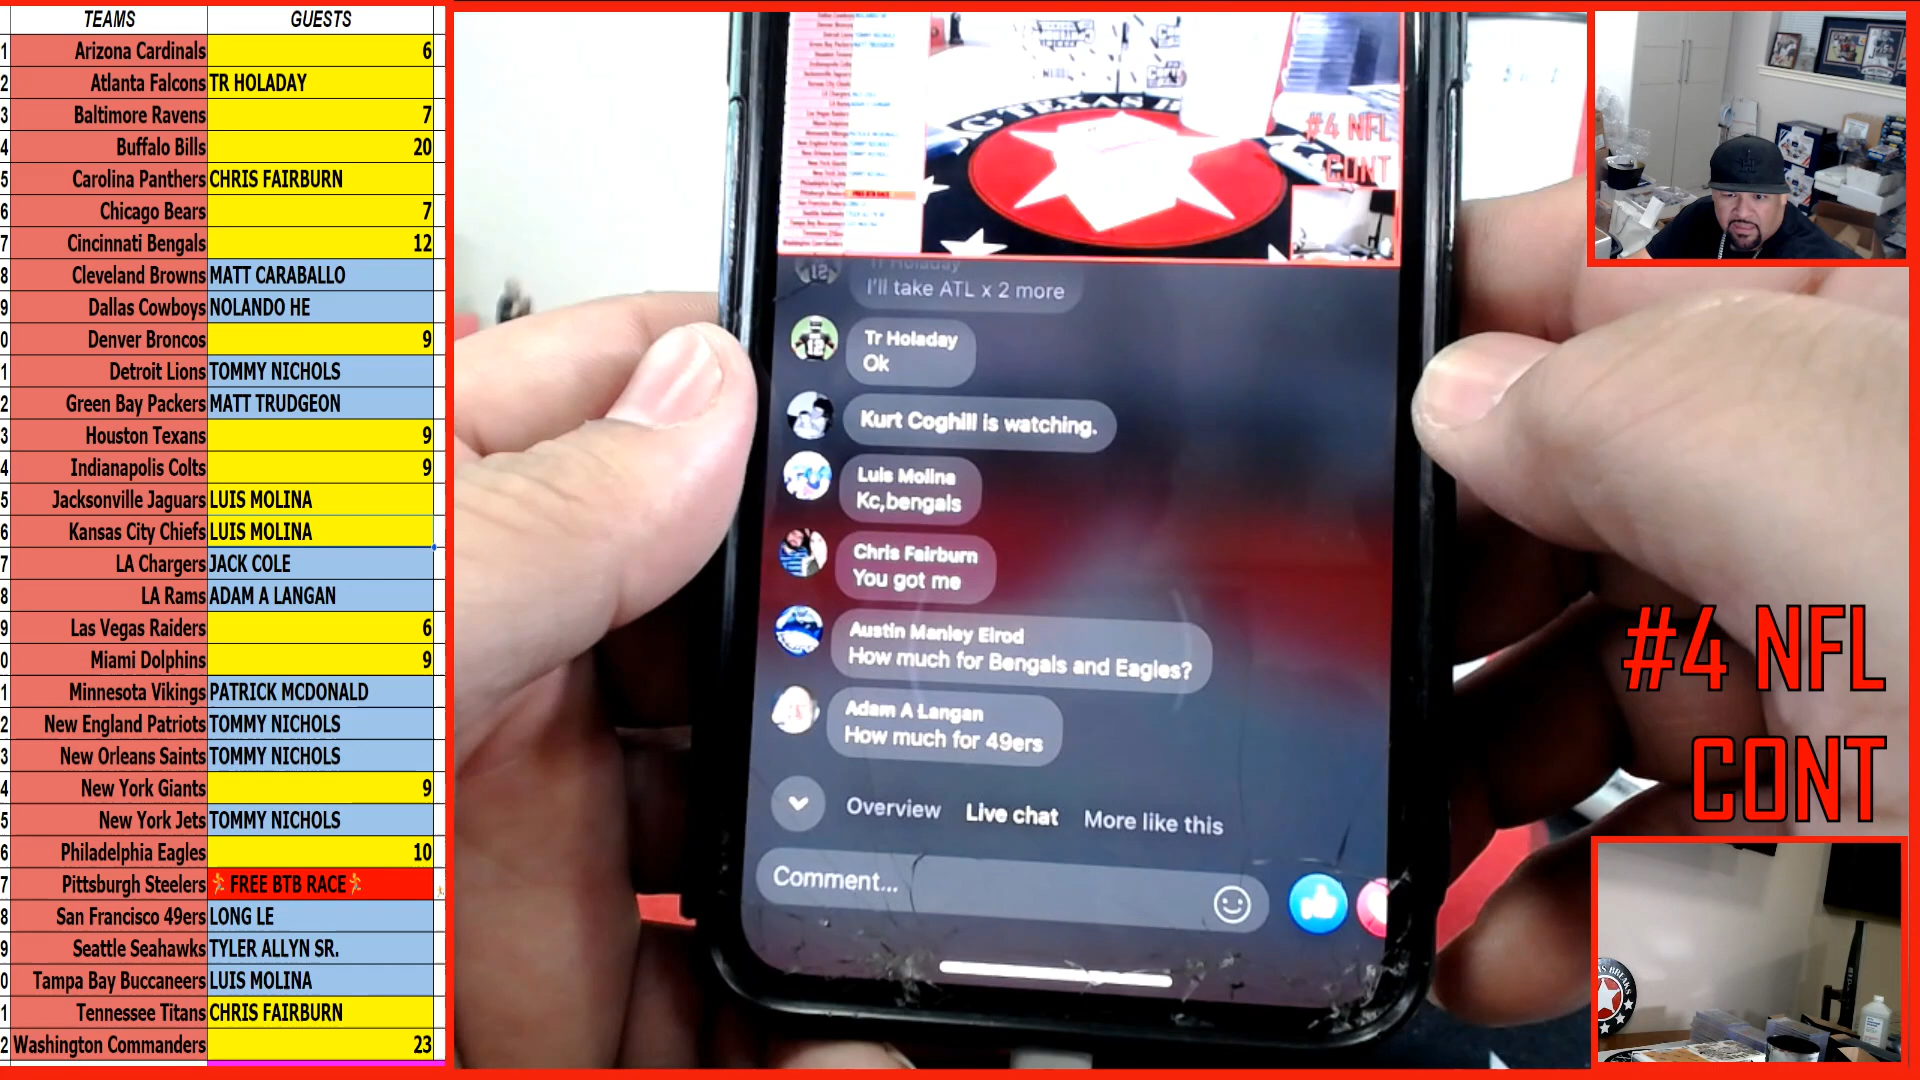 TEAMS GUESTS
1 Arizona Cardinals 6
2 Atlanta Falcons TR HOLADAY
3 Baltimore Ravens 7
4 Buffalo Bills 20
5 Carolina Panthers CHRIS FAIRBURN
6 Chicago Bears 7
7 Cincinnati Bengals 12
8 Cleveland Browns MATT CARABALLO
9 Dallas Cowboys NOLANDO HE
0 Denver Broncos 9
1 Detroit Lions TOMMY NICHOLS
2 Green Bay Packers MATT TRUDGEON
3 Houston Texans 9
4 Indianapolis Colts 9
5 Jacksonville Jaguars LUIS MOLINA
6 Kansas City Chiefs LUIS MOLINA
7 LA Chargers JACK COLE
8 LA Rams ADAM A LANGAN
9 Las Vegas Raiders 6
0 Miami Dolphins 9
1 Minnesota Vikings PATRICK MCDONALD
2 New England Patriots TOMMY NICHOLS
3 New Orleans Saints TOMMY NICHOLS
4 New York Giants 9
5 New York Jets TOMMY NICHOLS
6 Philadelphia Eagles 10
7 Pittsburgh Steelers FREE BTB RACE
8 San Francisco 49ers LONG LE
9 Seattle Seahawks TYLER ALLYN SR.
0 Tampa Bay Buccaneers LUIS MOLINA
1 Tennessee Titans CHRIS FAIRBURN
2 Washington Commanders 23
G TEXAS
#4 NFL
CONT
Tr Holaday
I'll take ATL x 2 more
Tr Holaday
Ok
Kurt Coghill is watching.
Luis Molina
Kc,bengals
Chris Fairburn
You got me
Austin Manley Elrod
How much for Bengals and Eagles?
Adam A Langan
How much for 49ers
Overview Live chat More like this
Comment...
#4 NFL
CONT
BREAKS